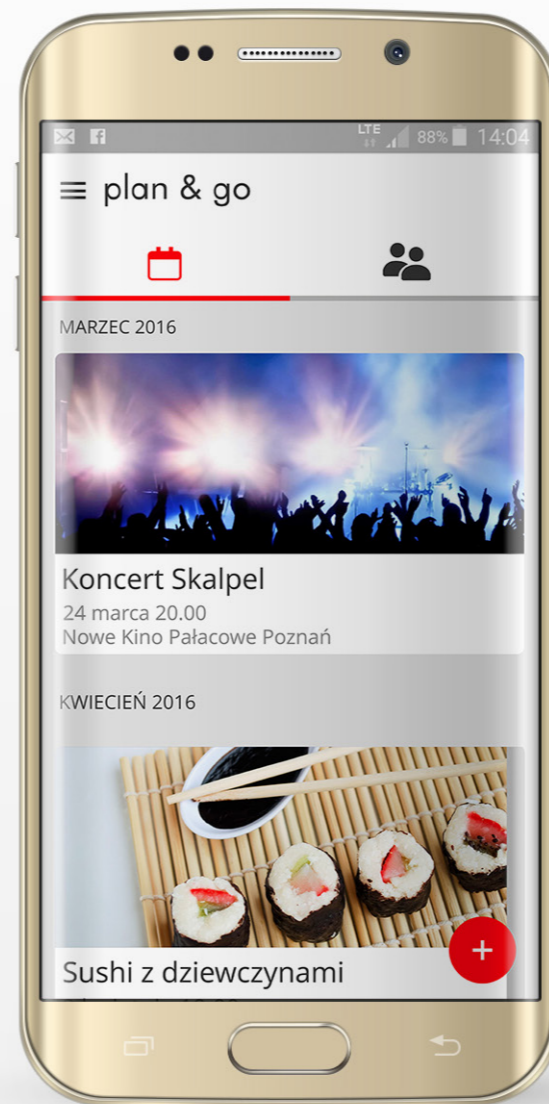 LTE
88% 14:04
plan & go
MARZEC 2016
Koncert Skalpel
24 marca 20.00
Nowe Kino Pałacowe Poznań
KWIECIEŃ 2016
Sushi z dziewczynami